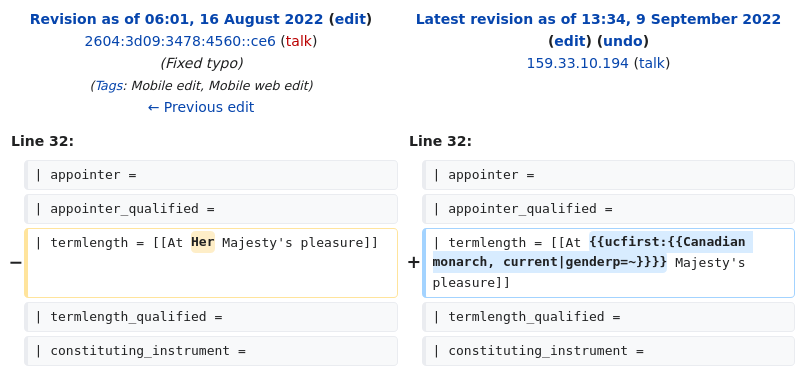 Revision as of 06:01, 16 August 2022 (edit)
2604:3d09:3478:4560::ce6 (talk)
(Fixed typo)
(Tags: Mobile edit, Mobile web edit)
← Previous edit
Latest revision as of 13:34, 9 September 2022
(edit) (undo)
159.33.10.194 (talk)
Line 32:
| appointer =
| appointer_qualified =
− | termlength = [[At Her Majesty's pleasure]]
| termlength_qualified =
| constituting_instrument =
Line 32:
| appointer =
| appointer_qualified =
+ | termlength = [[At {{ucfirst:{{Canadian
monarch, current|genderp=~}}}} Majesty's
pleasure]]
| termlength_qualified =
| constituting_instrument =